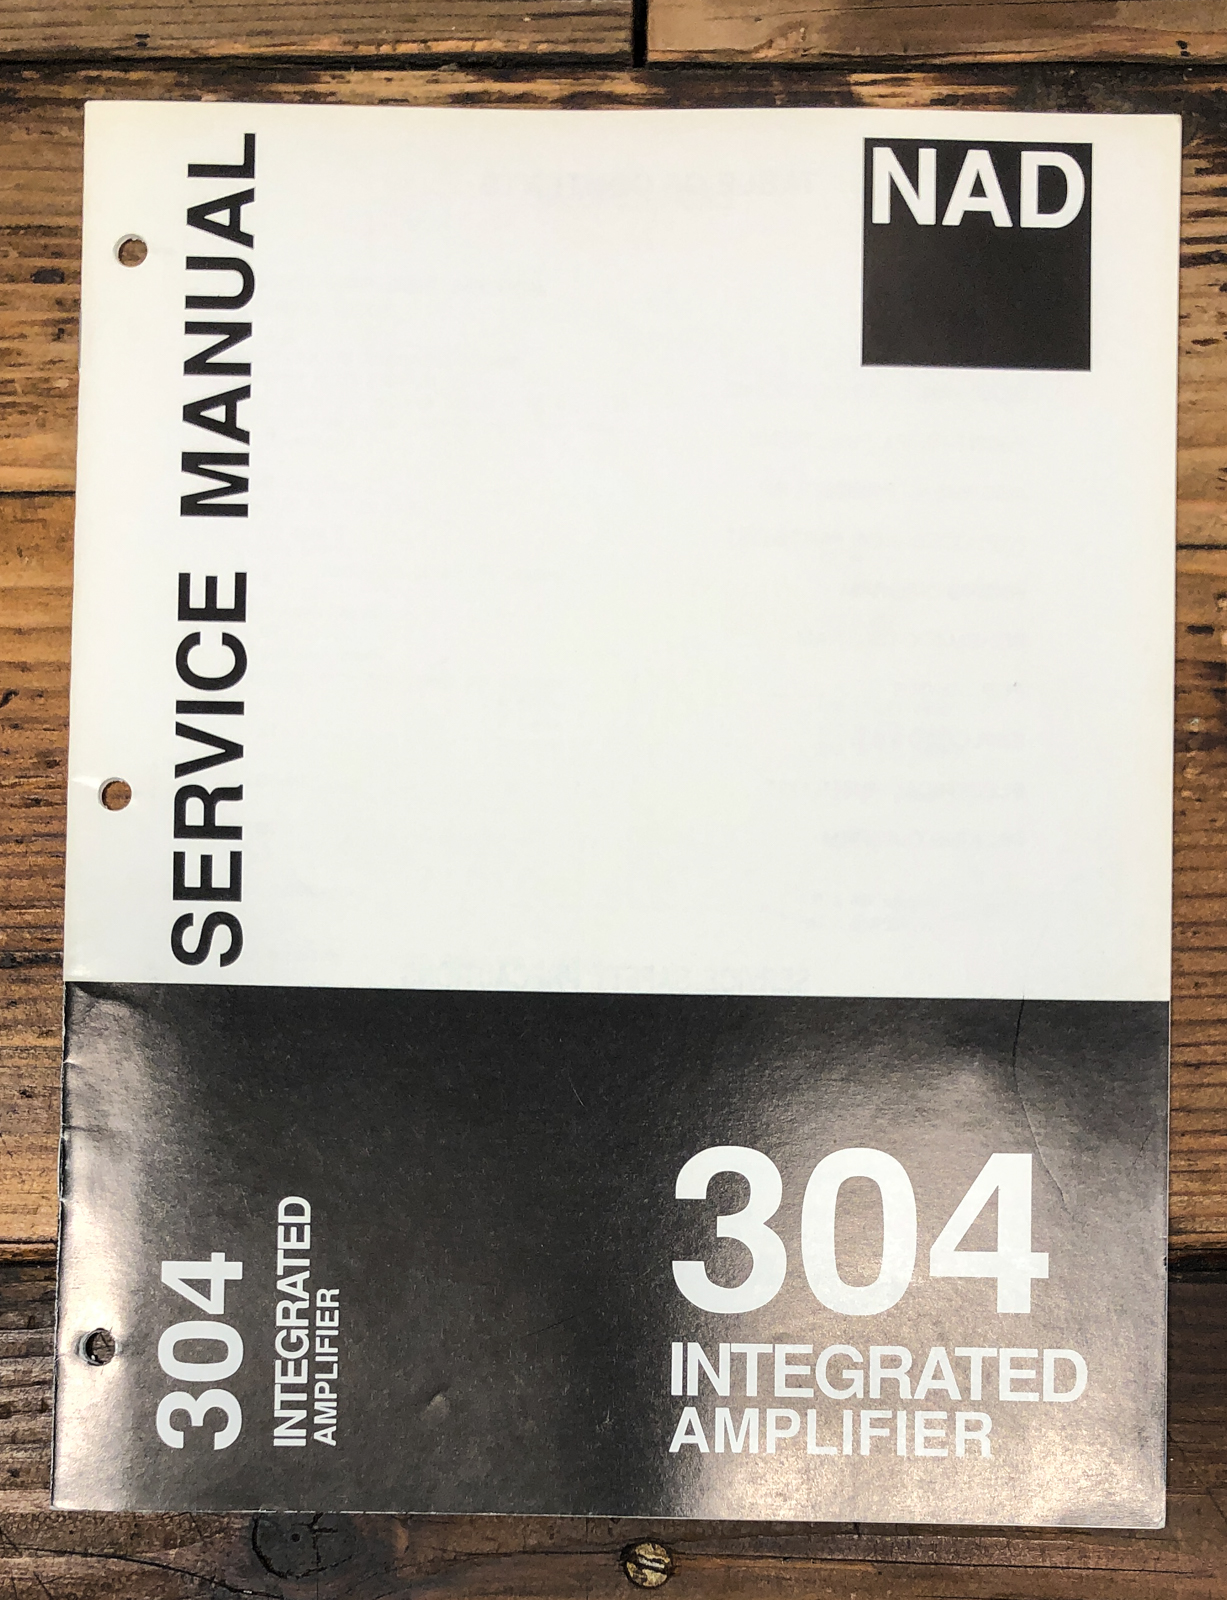 NAD
SERVICE MANUAL
304
INTEGRATED
AMPLIFIER
304
INTEGRATED
AMPLIFIER